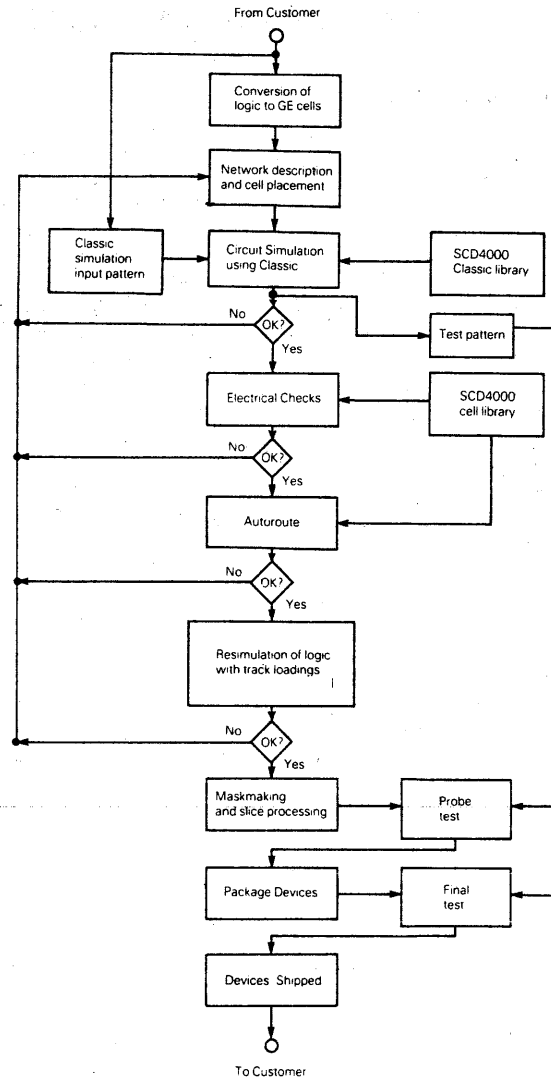 From Customer
Conversion of
logic to GE cells
Network description
and cell placement
Classic
simulation
input pattern
Circuit Simulation
using Classic
SCD4000
Classic library
No
OK?
Yes
Test pattern
Electrical Checks
SCD4000
cell library
No
OK?
Yes
Autoroute
No
OK?
Yes
Resimulation of logic
with track loadings
No
OK?
Yes
Maskmaking
and slice processing
Probe
test
Package Devices
Final
test
Devices Shipped
To Customer